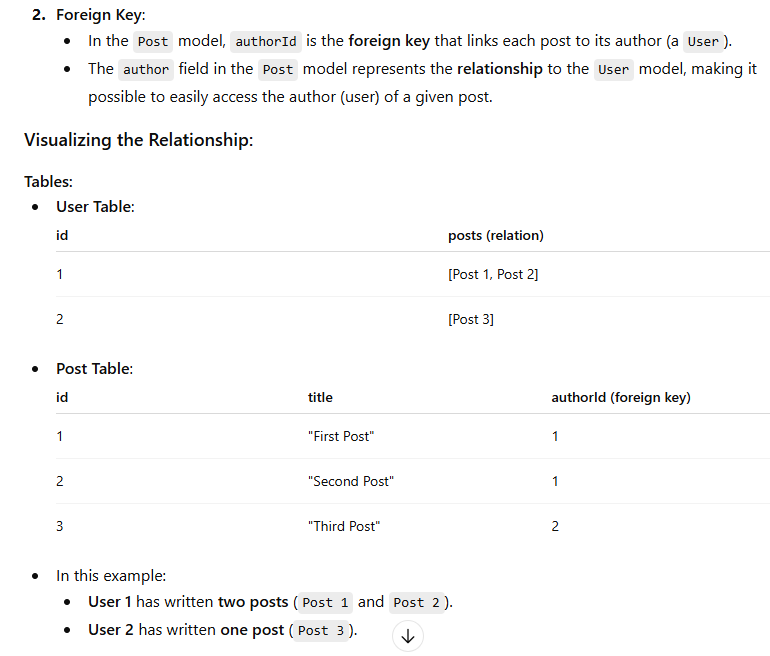 2. Foreign Key:
• In the Post model, authorId is the foreign key that links each post to its author (a User ).
• The author field in the Post model represents the relationship to the User model, making it
possible to easily access the author (user) of a given post.
Visualizing the Relationship:
Tables:
• User Table:
id posts (relation)
1 [Post 1, Post 2]
2 [Post 3]
• Post Table:
id title authorId (foreign key)
1 "First Post" 1
2 "Second Post" 1
3 "Third Post" 2
• In this example:
• User 1 has written two posts ( Post 1 and Post 2 ).
• User 2 has written one post ( Post 3 ).